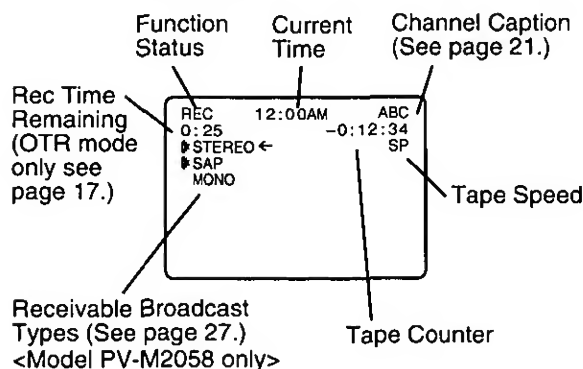 Function
Status
Current
Time
Channel Caption
(See page 21.)
Rec Time
Remaining
(OTR mode
only see
page 17.)
REC 12:00AM ABC
0:25 -0:12:34
STEREO← SP
SAP
MONO
Tape Speed
Receivable Broadcast
Types (See page 27.)
<Model PV-M2058 only>
Tape Counter